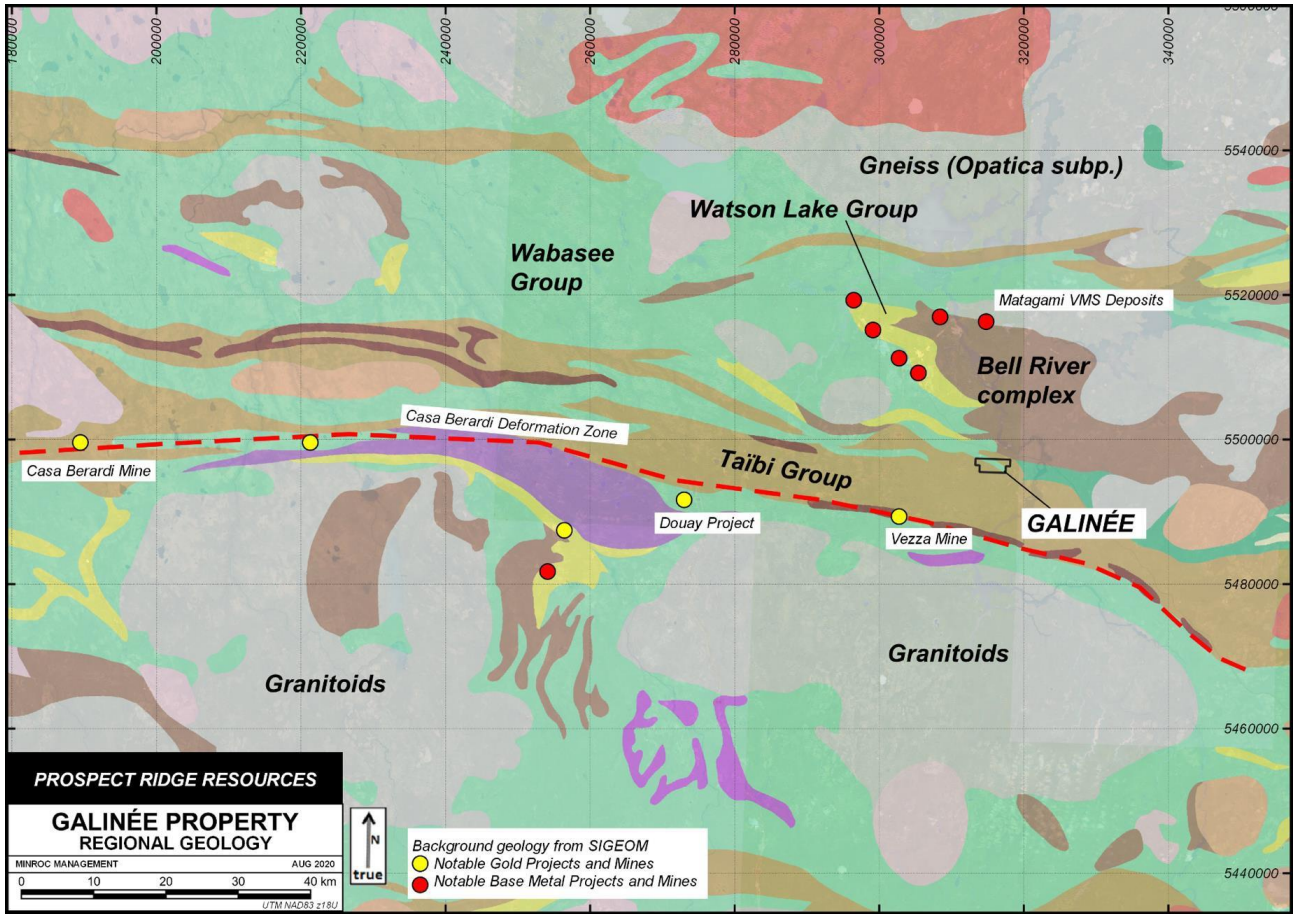 180000
200000
220000
240000
260000
280000
300000
320000
340000
5540000
Gneiss (Opatica subp.)
Watson Lake Group
Wabasee
Group
5520000
Matagami VMS Deposits
Bell River
complex
Casa Berardi Deformation Zone
5500000
Casa Berardi Mine
Taïbi Group
GALINÉE
Douay Project
Vezza Mine
5480000
Granitoids
Granitoids
5460000
PROSPECT RIDGE RESOURCES
GALINÉE PROPERTY
REGIONAL GEOLOGY
MINROC MANAGEMENT AUG 2020
0 10 20 30 40 km
UTM NAD83 z18U
N
true
Background geology from SIGEOM
Notable Gold Projects and Mines
Notable Base Metal Projects and Mines
5440000